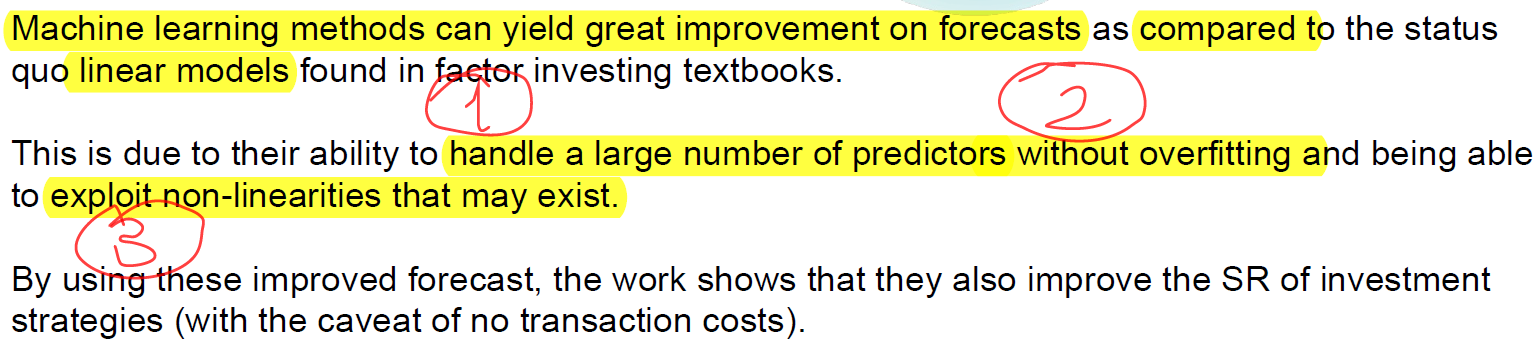 Machine learning methods can yield great improvement on forecasts as compared to the status
quo linear models found in factor investing textbooks.
1
2
This is due to their ability to handle a large number of predictors without overfitting and being able
to exploit non-linearities that may exist.
3
By using these improved forecast, the work shows that they also improve the SR of investment
strategies (with the caveat of no transaction costs).